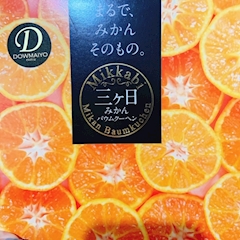 まるで、
みかん
そのもの。
D
DOWMAIYO
Mikkabi
三ヶ日
みかん
バウムクーヘン
Mikan Baumkuchen